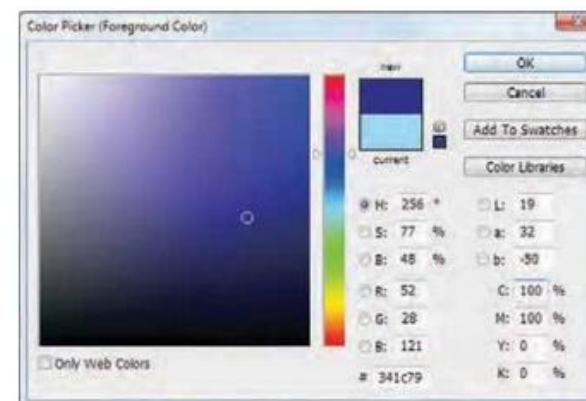 Color Picker (Foreground Color)
new
current
OK
Cancel
Add To Swatches
Color Libraries
H: 256 °
S: 77 %
B: 48 %
R: 52
G: 28
B: 121
# 341c79
L: 19
a: 32
b: -50
C: 100 %
M: 100 %
Y: 0 %
K: 0 %
Only Web Colors